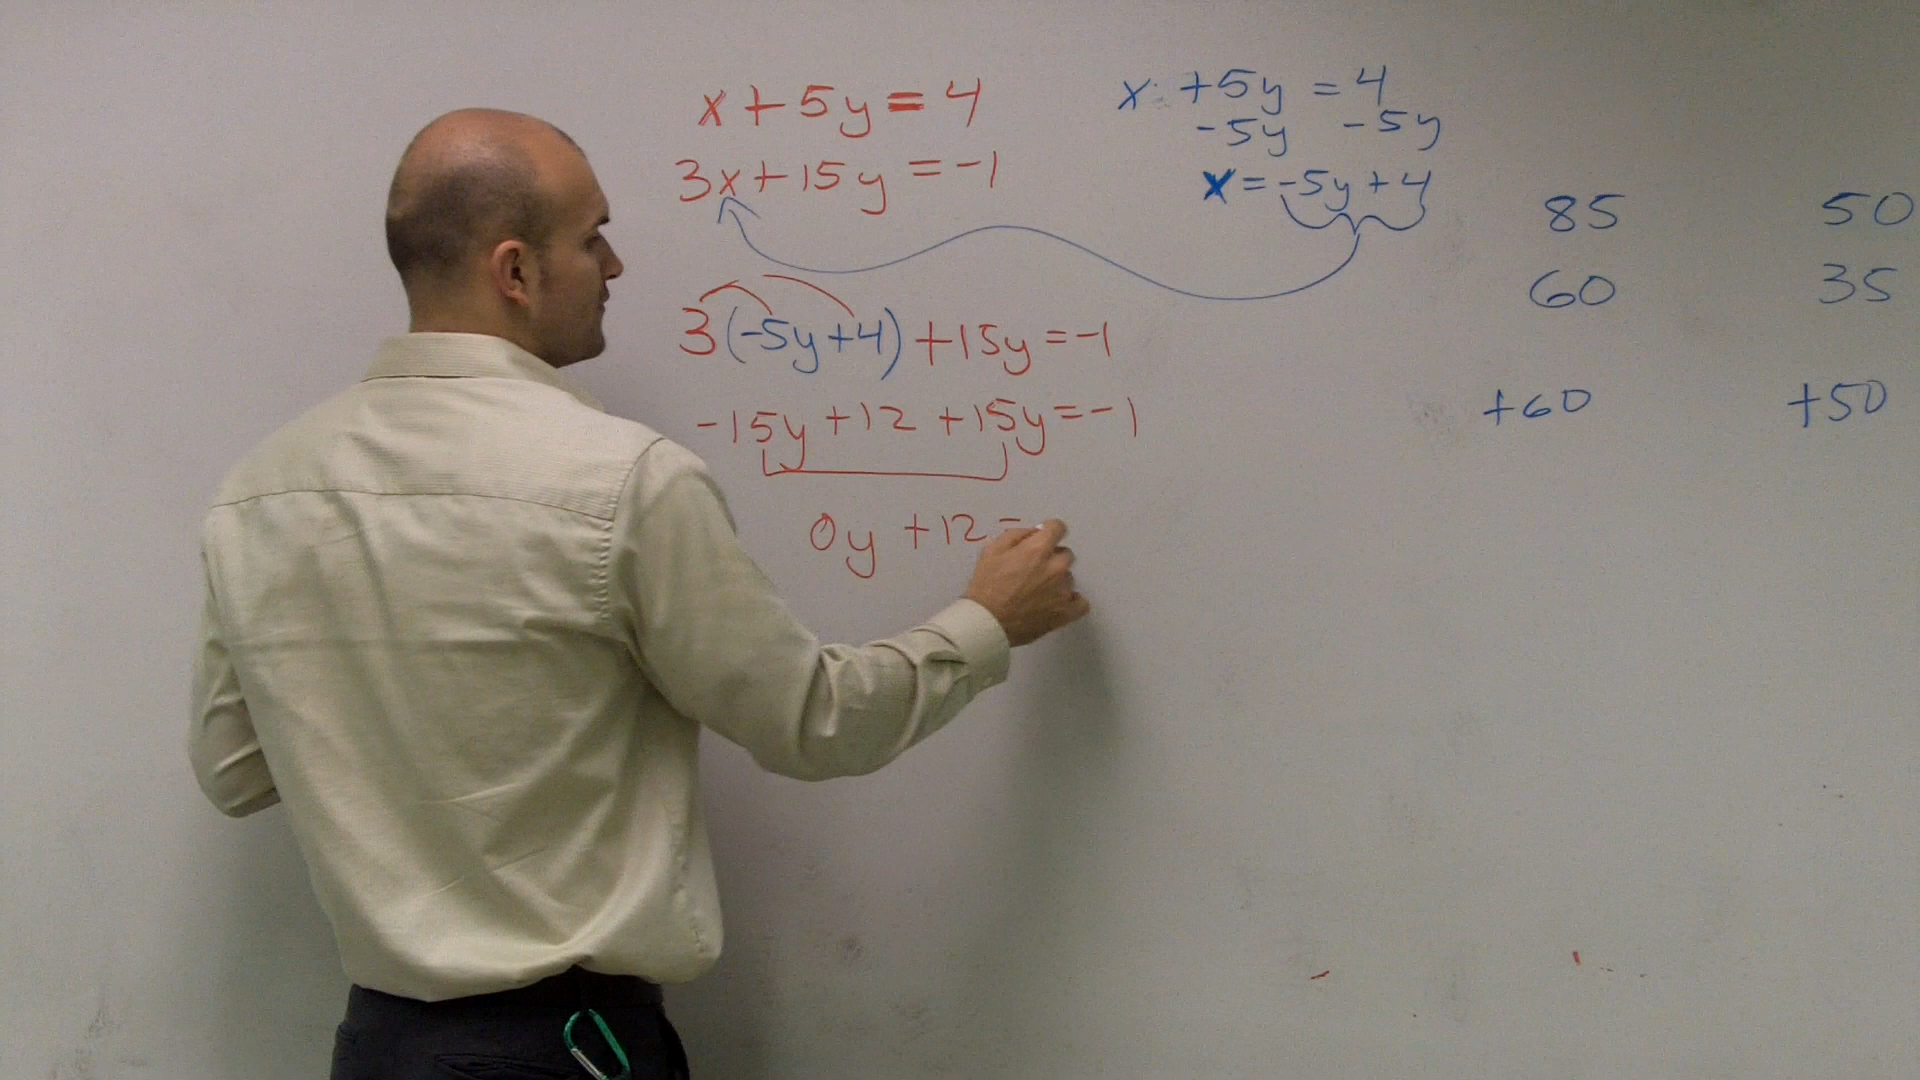 x + 5y = 4
3x + 15y = -1
3(-5y+4) + 15y = -1
-15y + 12 + 15y = -1
0y + 12 =
x +5y = 4
-5y -5y
x = -5y + 4
85 50
60 35
+60 +50